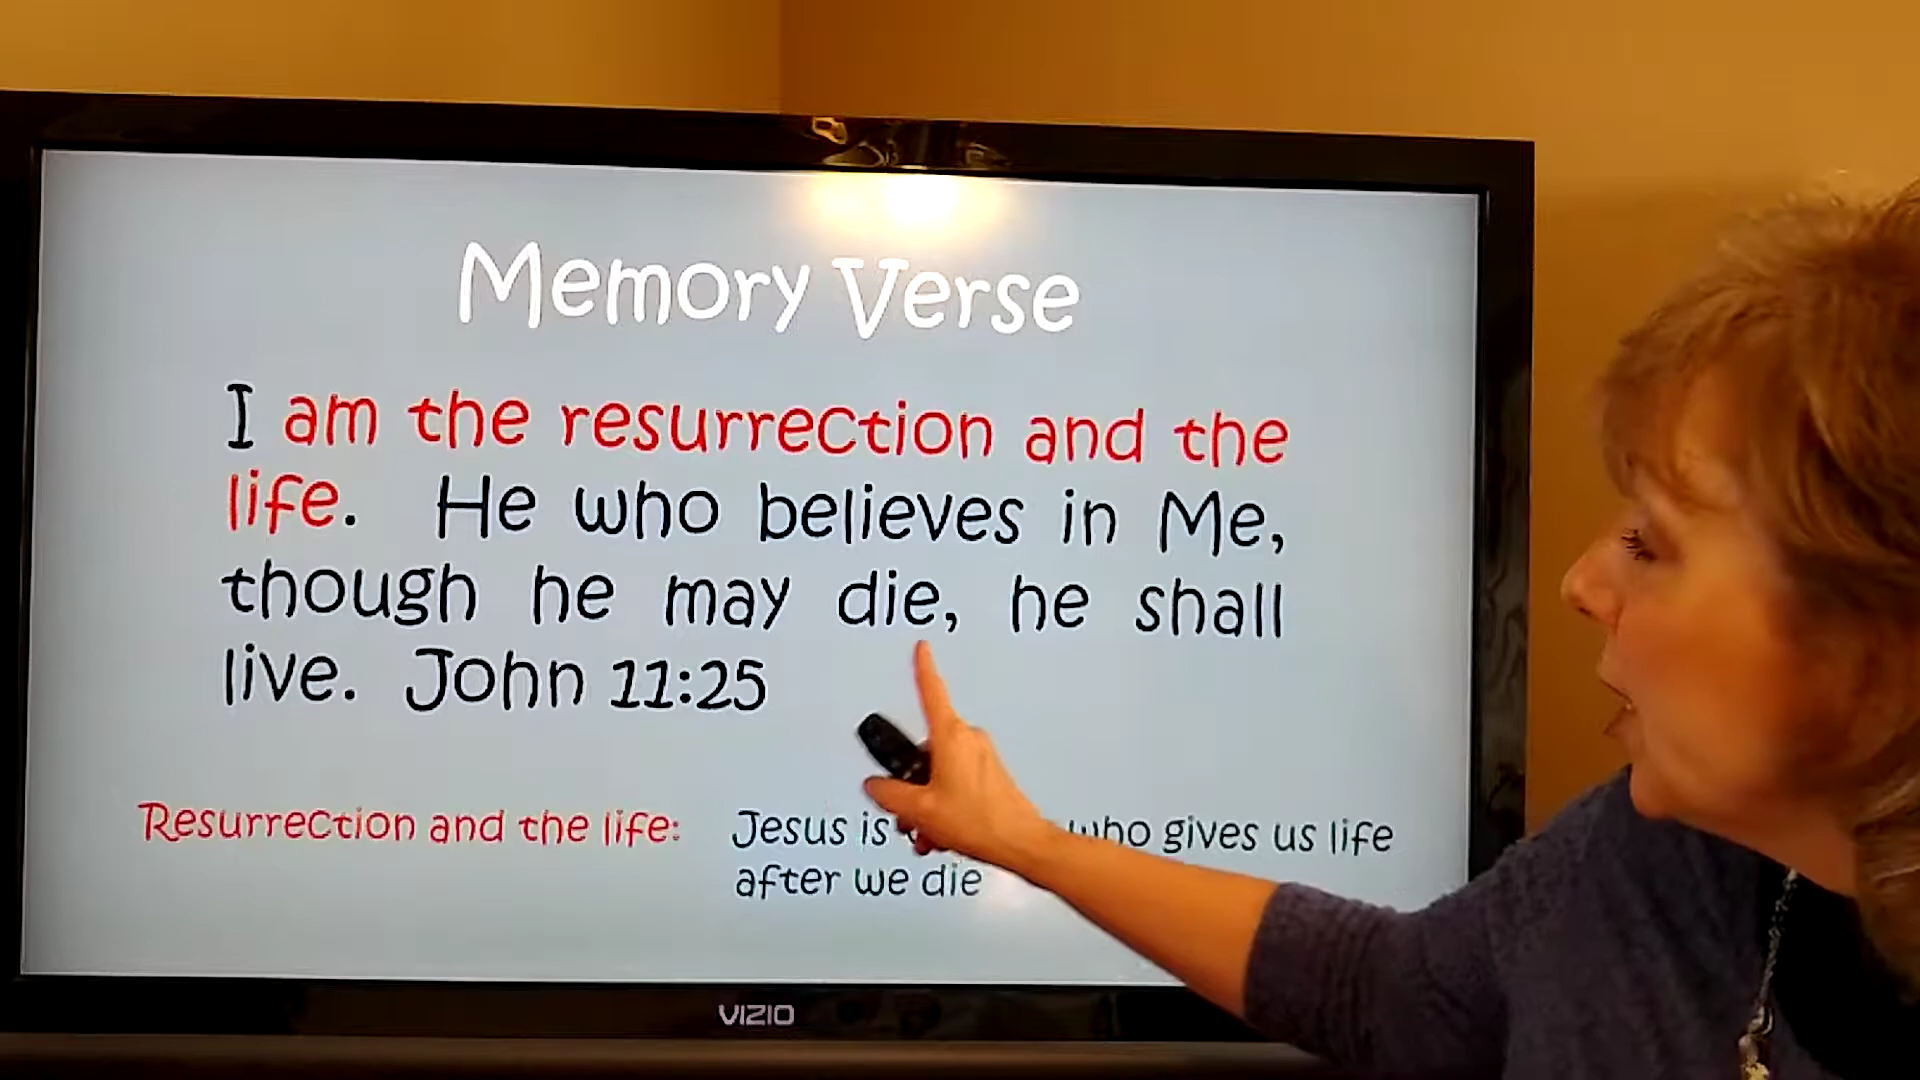 Memory Verse
I am the resurrection and the
life. He who believes in Me,
though he may die, he shall
live. John 11:25
Resurrection and the life: Jesus is who gives us life
after we die
VIZIO